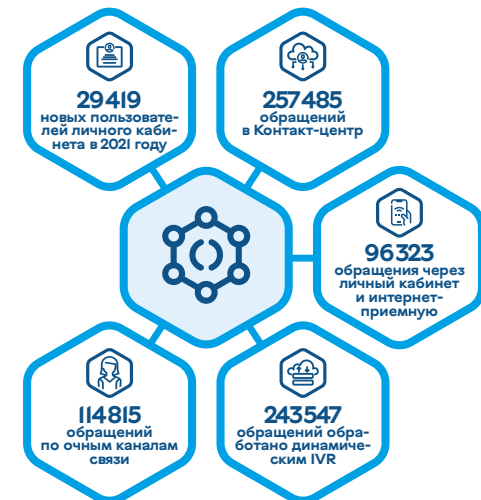 29419
новых пользовате-
лей личного каби-
нета в 2021 году
257485
обращений
в Контакт-центр
96323
обращения через
личный кабинет
и интернет-
приемную
114815
обращений
по очным каналам
связи
243547
обращений обра-
ботано динамиче-
ским IVR